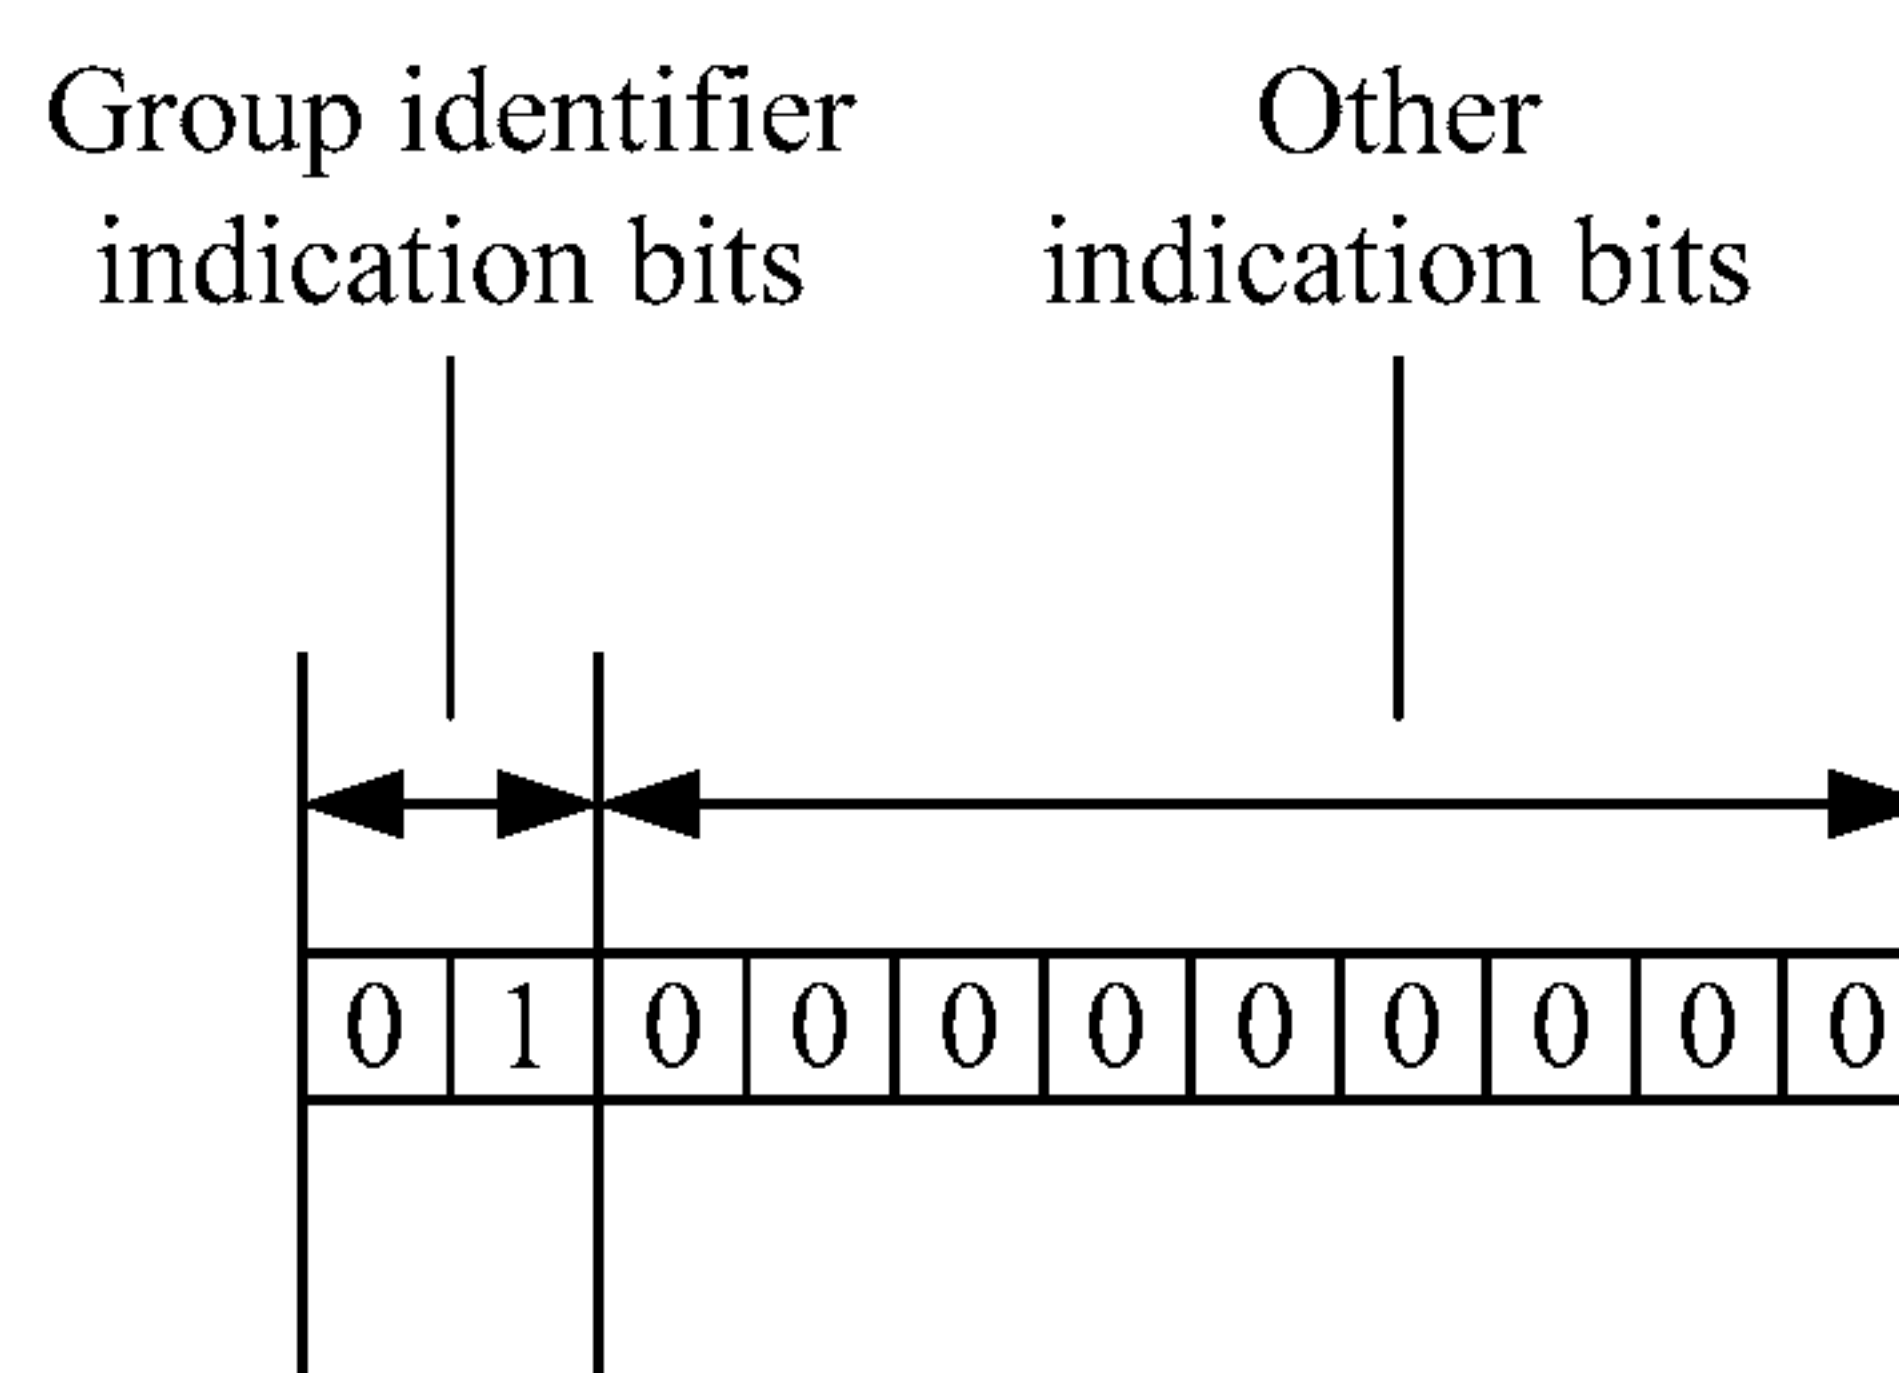 Group identifier
indication bits
Other
indication bits
0 1 0 0 0 0 0 0 0 0 0